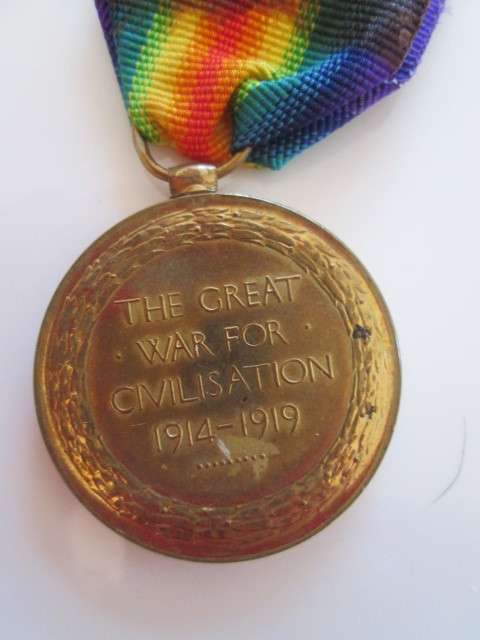 THE GREAT
· WAR FOR ·
CIVILISATION
1914-1919